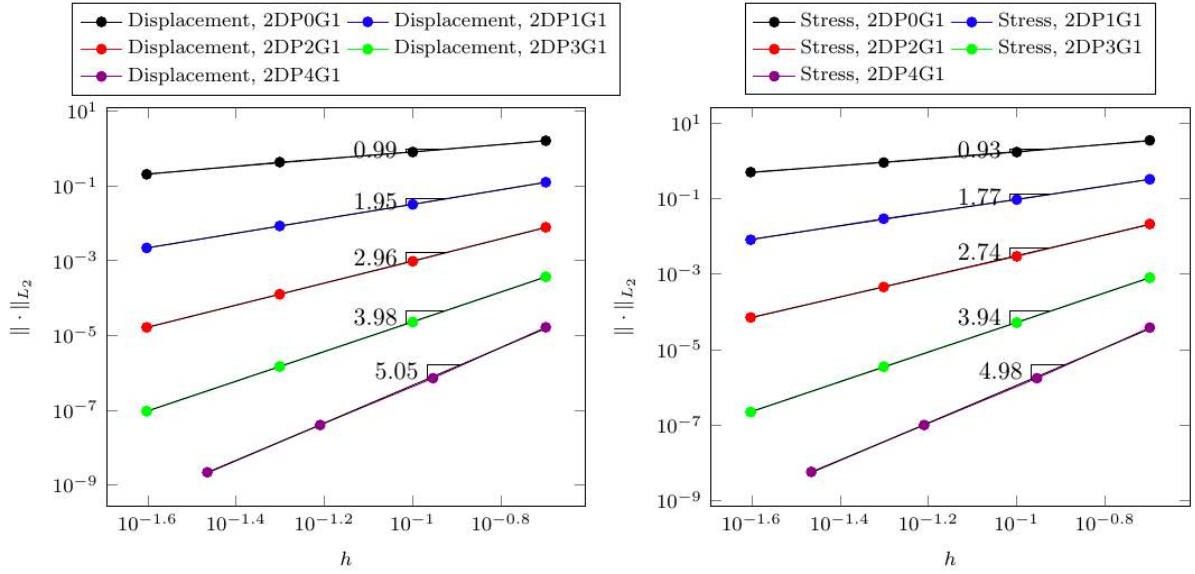 Displacement, 2DP0G1 Displacement, 2DP1G1
Displacement, 2DP2G1 Displacement, 2DP3G1
Displacement, 2DP4G1
10^1
10^−1
10^−3
10^−5
10^−7
10^−9
∥ · ∥_{L_2}
0.99
1.95
2.96
3.98
5.05
10^−1.6 10^−1.4 10^−1.2 10^−1 10^−0.8
h
Stress, 2DP0G1 Stress, 2DP1G1
Stress, 2DP2G1 Stress, 2DP3G1
Stress, 2DP4G1
10^1
10^−1
10^−3
10^−5
10^−7
10^−9
∥ · ∥_{L_2}
0.93
1.77
2.74
3.94
4.98
10^−1.6 10^−1.4 10^−1.2 10^−1 10^−0.8
h